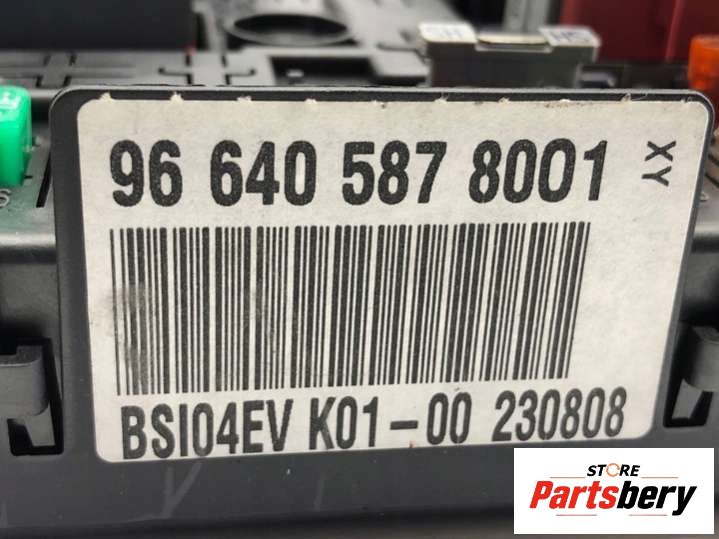 96 640 587 8001
XY
BSI04EV K01-00 230808
STORE
Partsbery